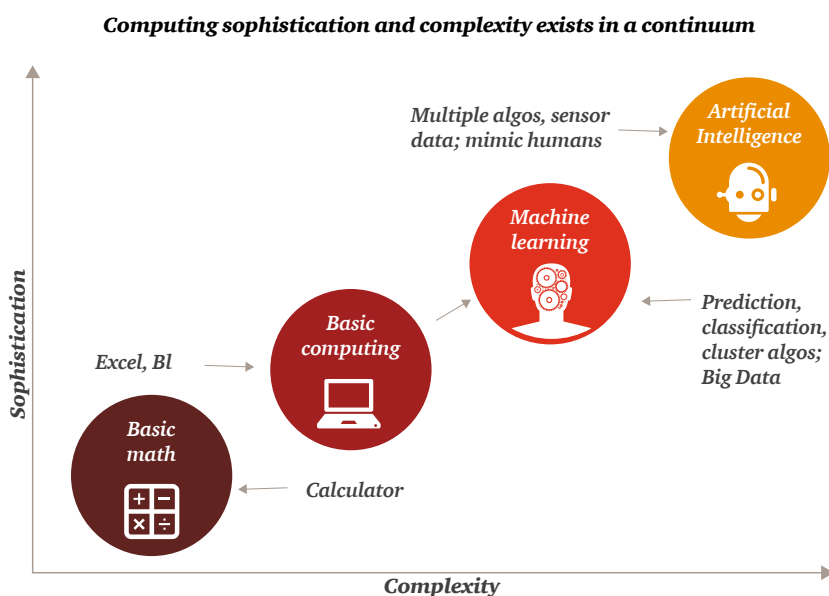 Computing sophistication and complexity exists in a continuum
Multiple algos, sensor
data; mimic humans
Artificial
Intelligence
Machine
learning
Prediction,
classification,
cluster algos;
Big Data
Basic
computing
Excel, Bl
Basic
math
Calculator
Sophistication
Complexity